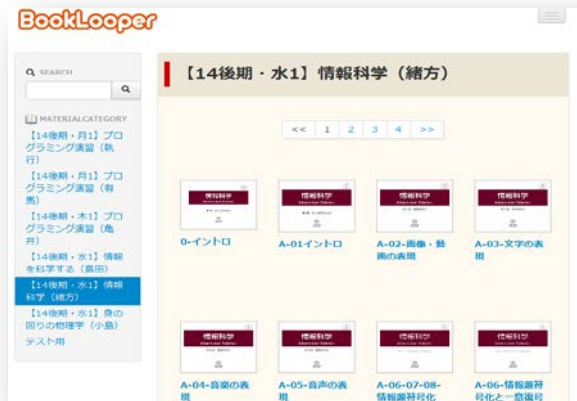 BookLooper
SEARCH
MATERIALCATEGORY
【14後期・月1】プロ
グラミング演習（執
行）
【14後期・月1】プロ
グラミング演習（有
馬）
【14後期・木1】プロ
グラミング演習（亀
井）
【14後期・水1】情報
を科学する（島田）
【14後期・水1】情報
科学（緒方）
【14後期・水1】身の
回りの物理学（小島）
テスト用
【14後期・水1】情報科学（緒方）
<< 1 2 3 4 >>
情報科学
情報科学
情報科学
情報科学
0-イントロ
A-01イントロ
A-02-画像・動
画の表現
A-03-文字の表
現
情報科学
情報科学
情報科学
情報科学
A-04-音楽の表
現
A-05-音声の表
現
A-06-07-08-
情報源符号化
A-06-情報源符
号化と一意復号